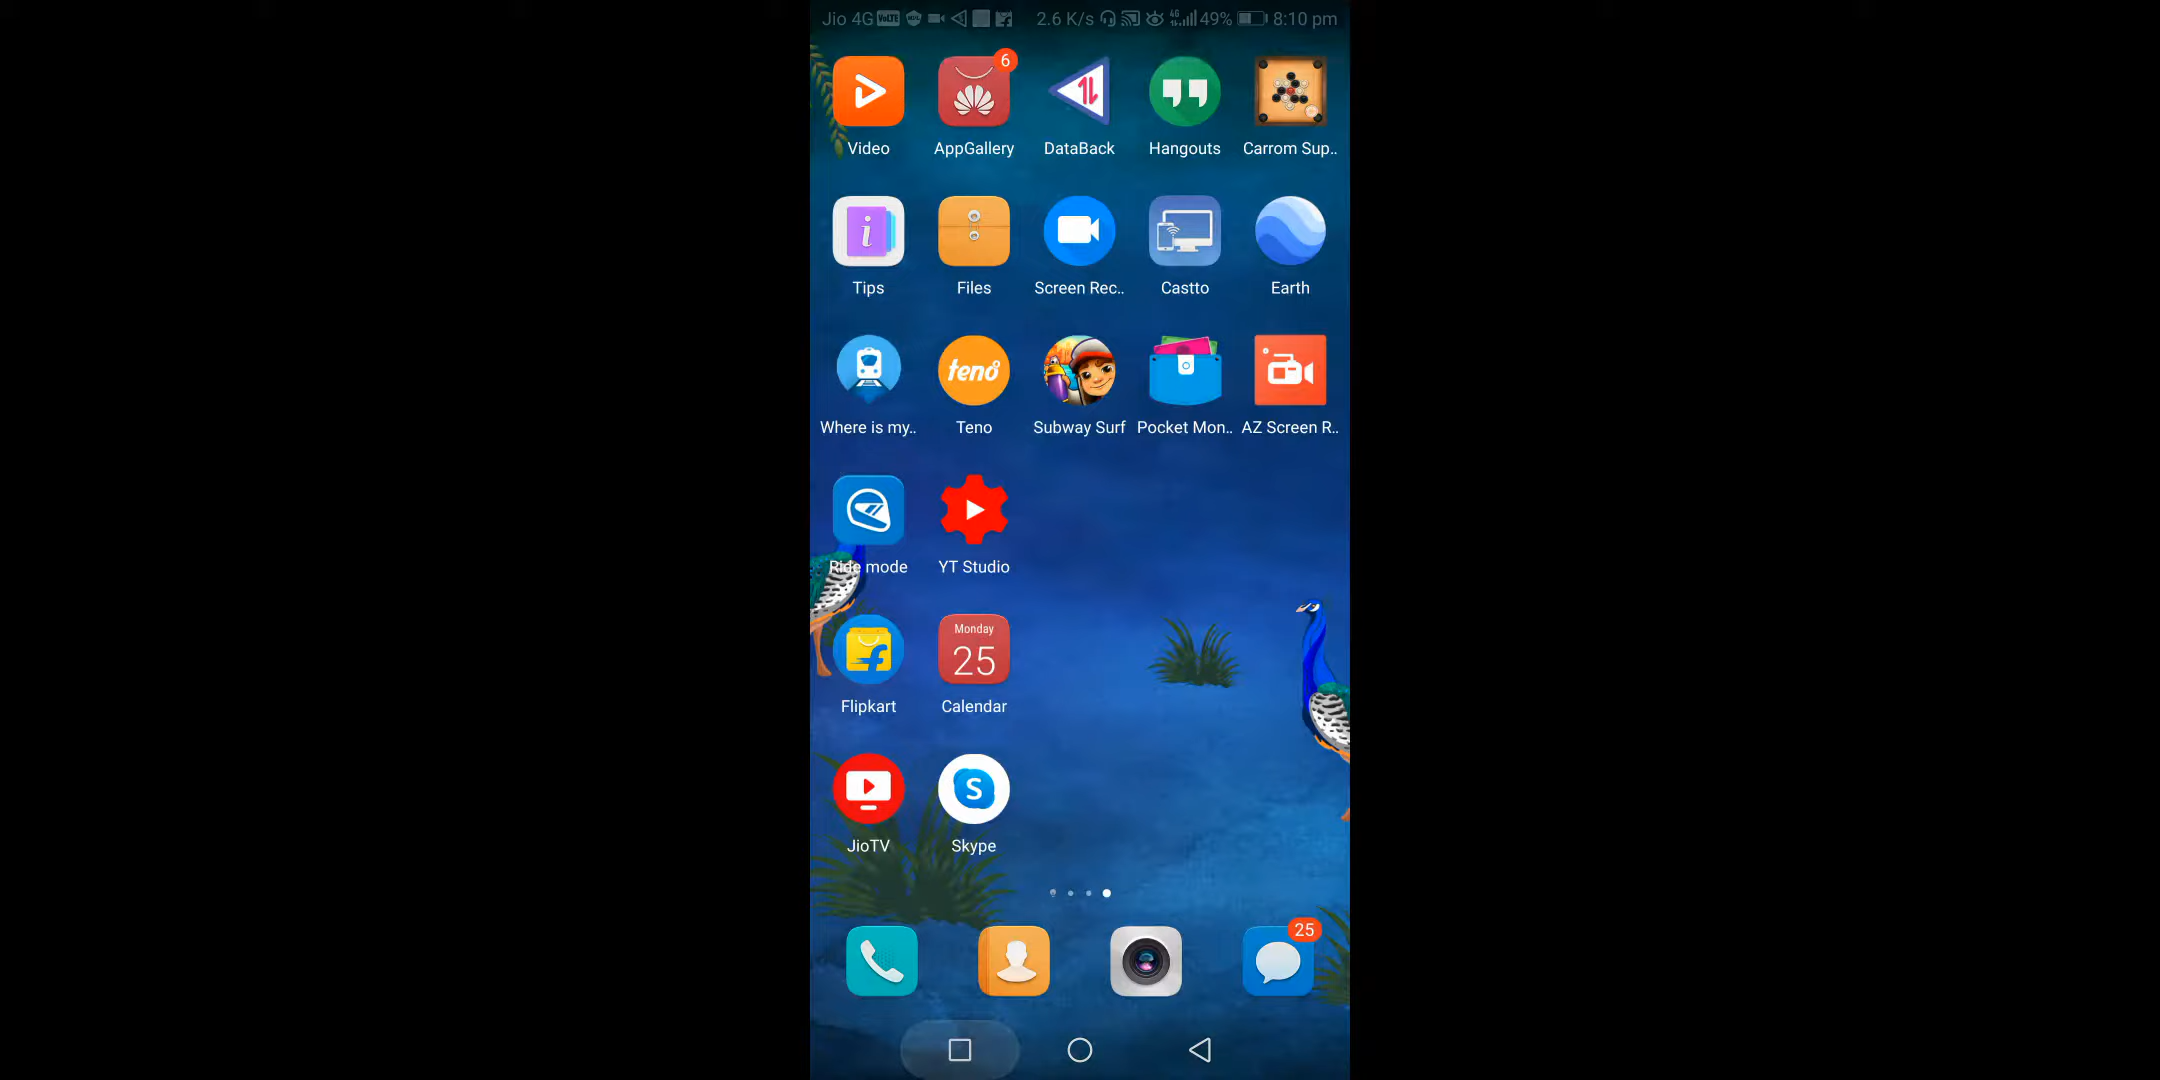 Jio 4G VoLTE 2.6 K/s 4G 49% 8:10 pm
6
Video AppGallery DataBack Hangouts Carrom Sup..
Tips Files Screen Rec.. Castto Earth
teno
Where is my.. Teno Subway Surf Pocket Mon.. AZ Screen R..
Ride mode YT Studio
Monday
25
Flipkart Calendar
S
JioTV Skype
25